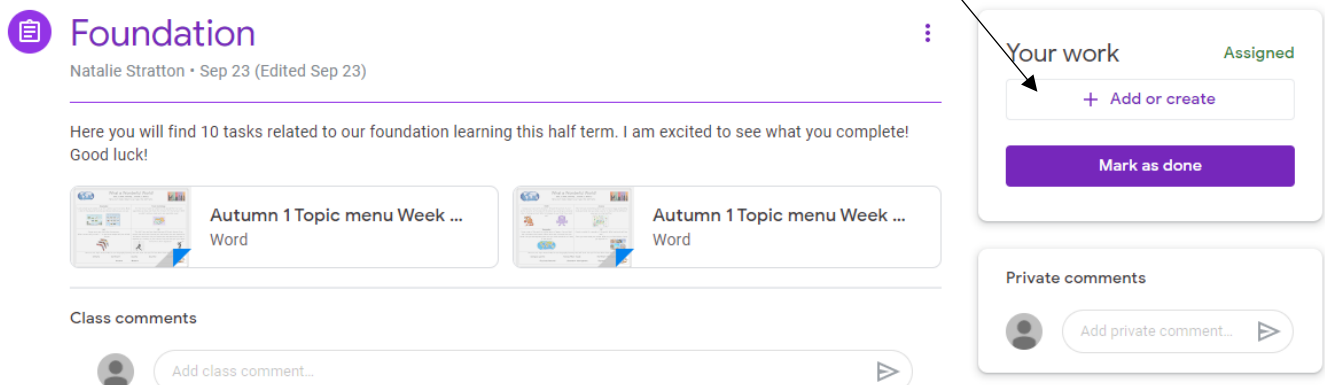 Foundation
Natalie Stratton • Sep 23 (Edited Sep 23)
Here you will find 10 tasks related to our foundation learning this half term. I am excited to see what you complete!
Good luck!
Autumn 1 Topic menu Week ...
Word
Autumn 1 Topic menu Week ...
Word
Class comments
Add class comment...
Your work
Assigned
+ Add or create
Mark as done
Private comments
Add private comment...